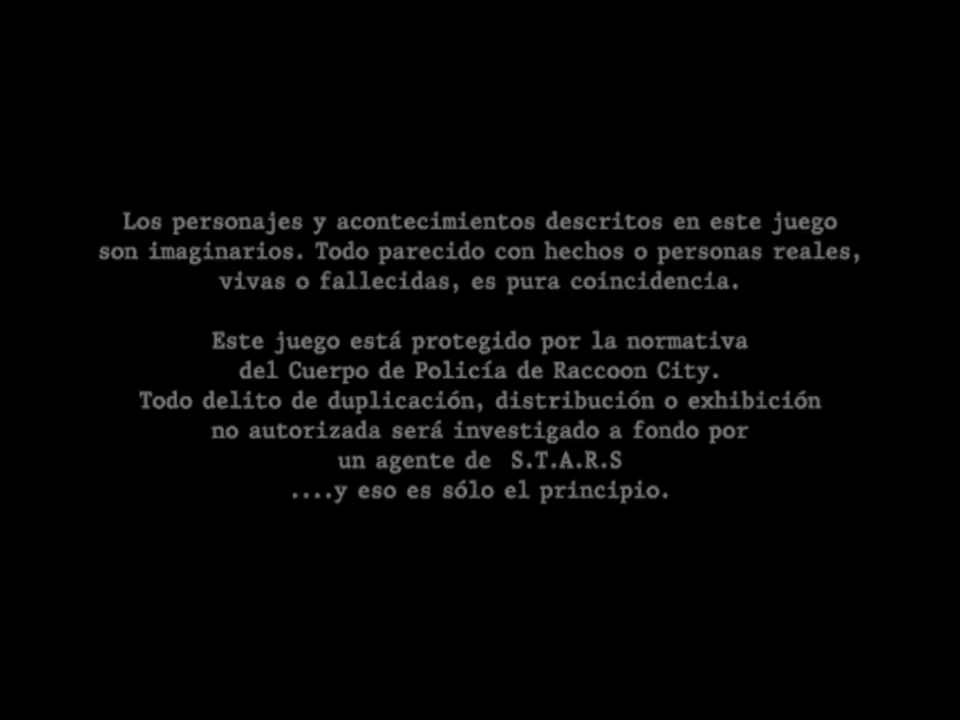 Los personajes y acontecimientos descritos en este juego
son imaginarios. Todo parecido con hechos o personas reales,
vivas o fallecidas, es pura coincidencia.
Este juego está protegido por la normativa
del Cuerpo de Policía de Raccoon City.
Todo delito de duplicación, distribución o exhibición
no autorizada será investigado a fondo por
un agente de  S.T.A.R.S
....y eso es sólo el principio.